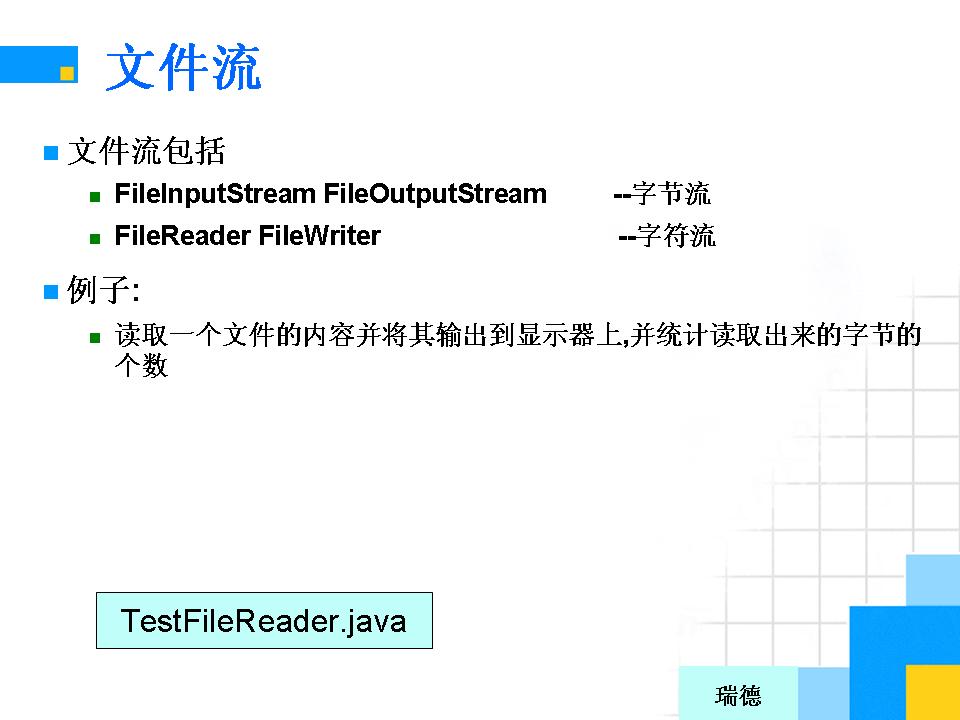 文件流
文件流包括
FileInputStream FileOutputStream --字节流
FileReader FileWriter --字符流
例子:
读取一个文件的内容并将其输出到显示器上,并统计读取出来的字节的
个数
TestFileReader.java
瑞德